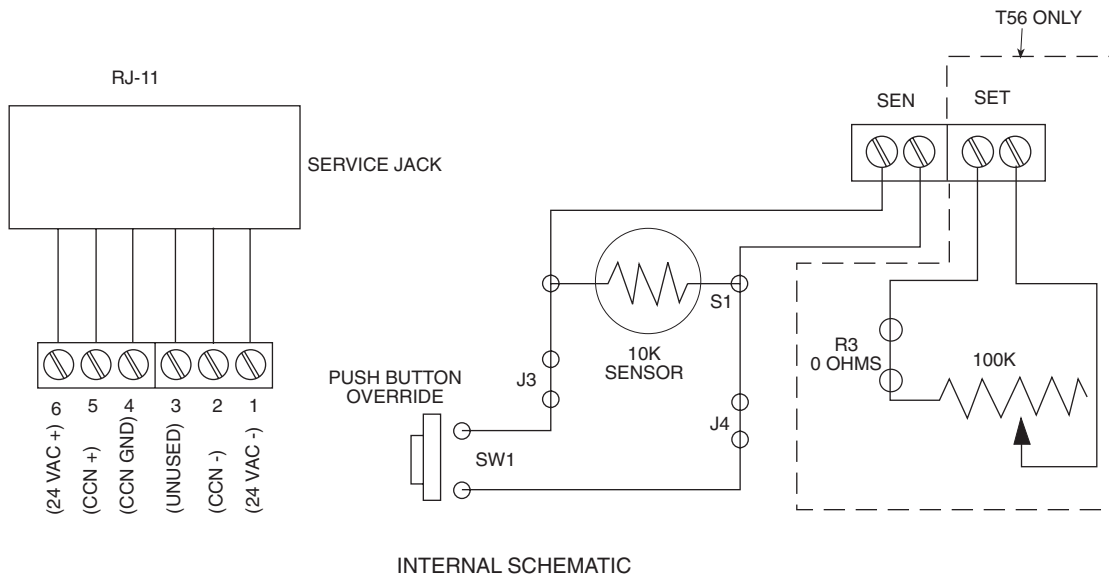 T56 ONLY
RJ-11
SEN
SET
SERVICE JACK
S1
R3
0 OHMS
100K
10K
SENSOR
J3
PUSH BUTTON
OVERRIDE
J4
SW1
6 5 4 3 2 1
(24 VAC +)
(CCN +)
(CCN GND)
(UNUSED)
(CCN -)
(24 VAC -)
INTERNAL SCHEMATIC